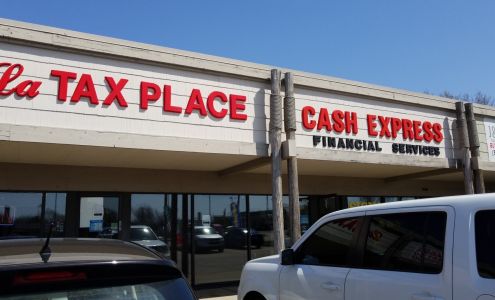 La TAX PLACE
CASH EXPRESS
FINANCIAL SERVICES